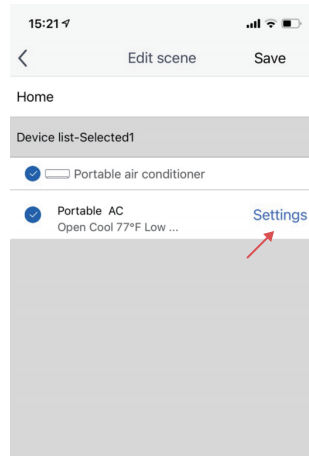 15:21
Edit scene Save
Home
Device list-Selected1
Portable air conditioner
Portable AC Settings
Open Cool 77°F Low ...